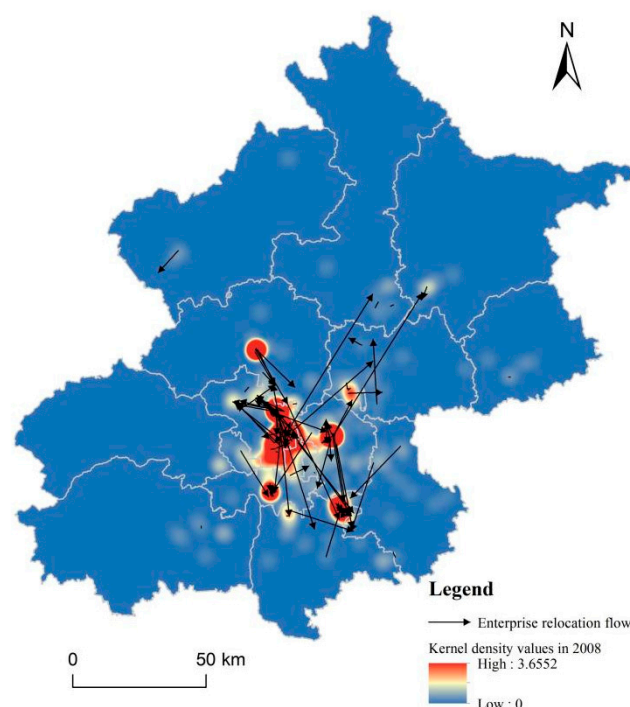 N
Legend
Enterprise relocation flow
Kernel density values in 2008
High : 3.6552
Low : 0
0 50 km